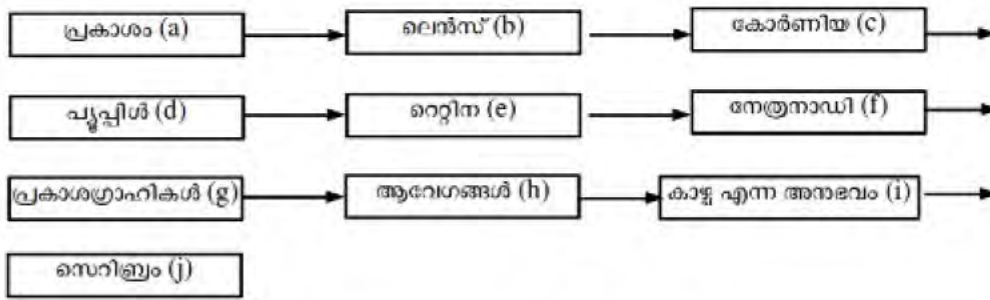 പ്രകാശം (a) ലെൻസ് (b) കോർണിയ (c)
പ്യൂപ്പിൾ (d) റെറ്റിന (e) നേത്രനാഡി (f)
പ്രകാശഗ്രാഹികൾ (g) ആവേഗങ്ങൾ (h) കാഴ്ച എന്ന അനുഭവം (i)
സെറിബ്രം (j)